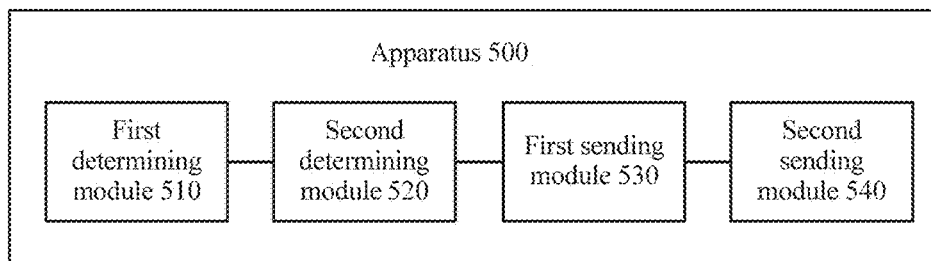 Apparatus 500
First
determining
module 510
Second
determining
module 520
First sending
module 530
Second
sending
module 540